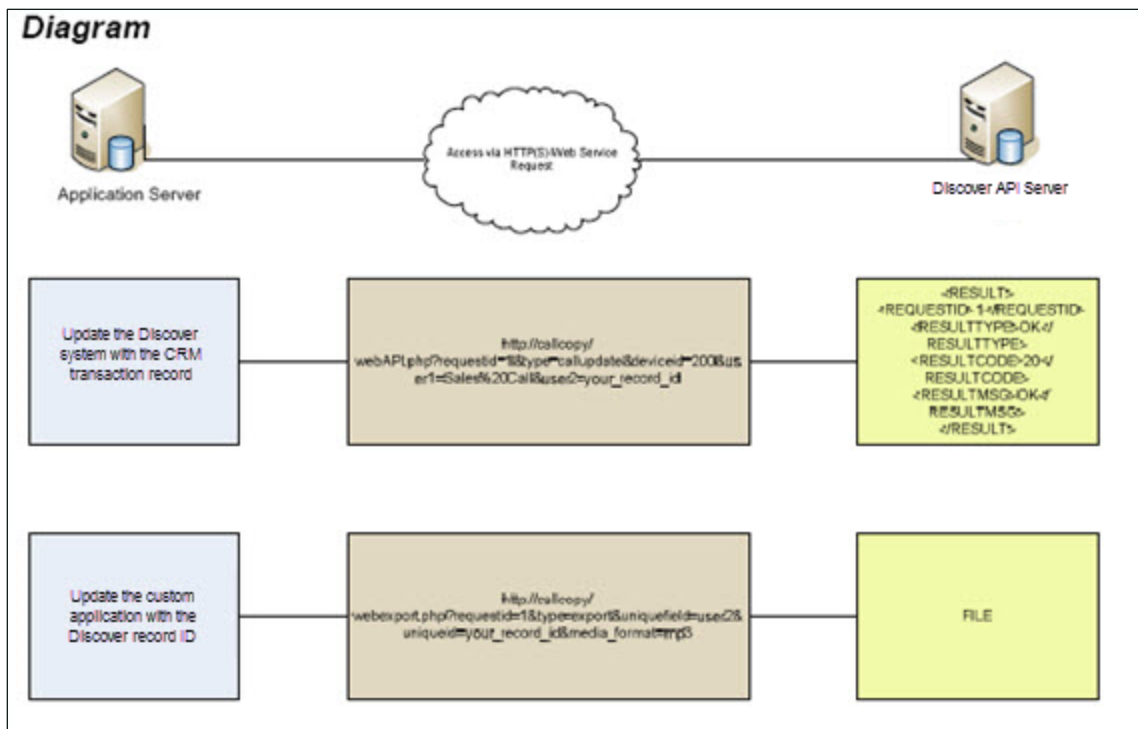 Diagram
Access via HTTP(S)-Web Service
Request
Application Server
Discover API Server
Update the Discover
system with the CRM
transaction record
http://callcopy/
webAPI.php?requestid=1&type=callupdate&deviceid=200&us
er1=Sales%20Call&user2=your_record_id
<RESULT>
<REQUESTID>1</REQUESTID>
<RESULTTYPE>OK</
RESULTTYPE>
<RESULTCODE>20</
RESULTCODE>
<RESULTMSG>OK</
RESULTMSG>
</RESULT>
Update the custom
application with the
Discover record ID
http://callcopy/
webexport.php?requestid=1&type=export&uniquefield=user2&
uniqueid=your_record_id&media_format=mp3
FILE